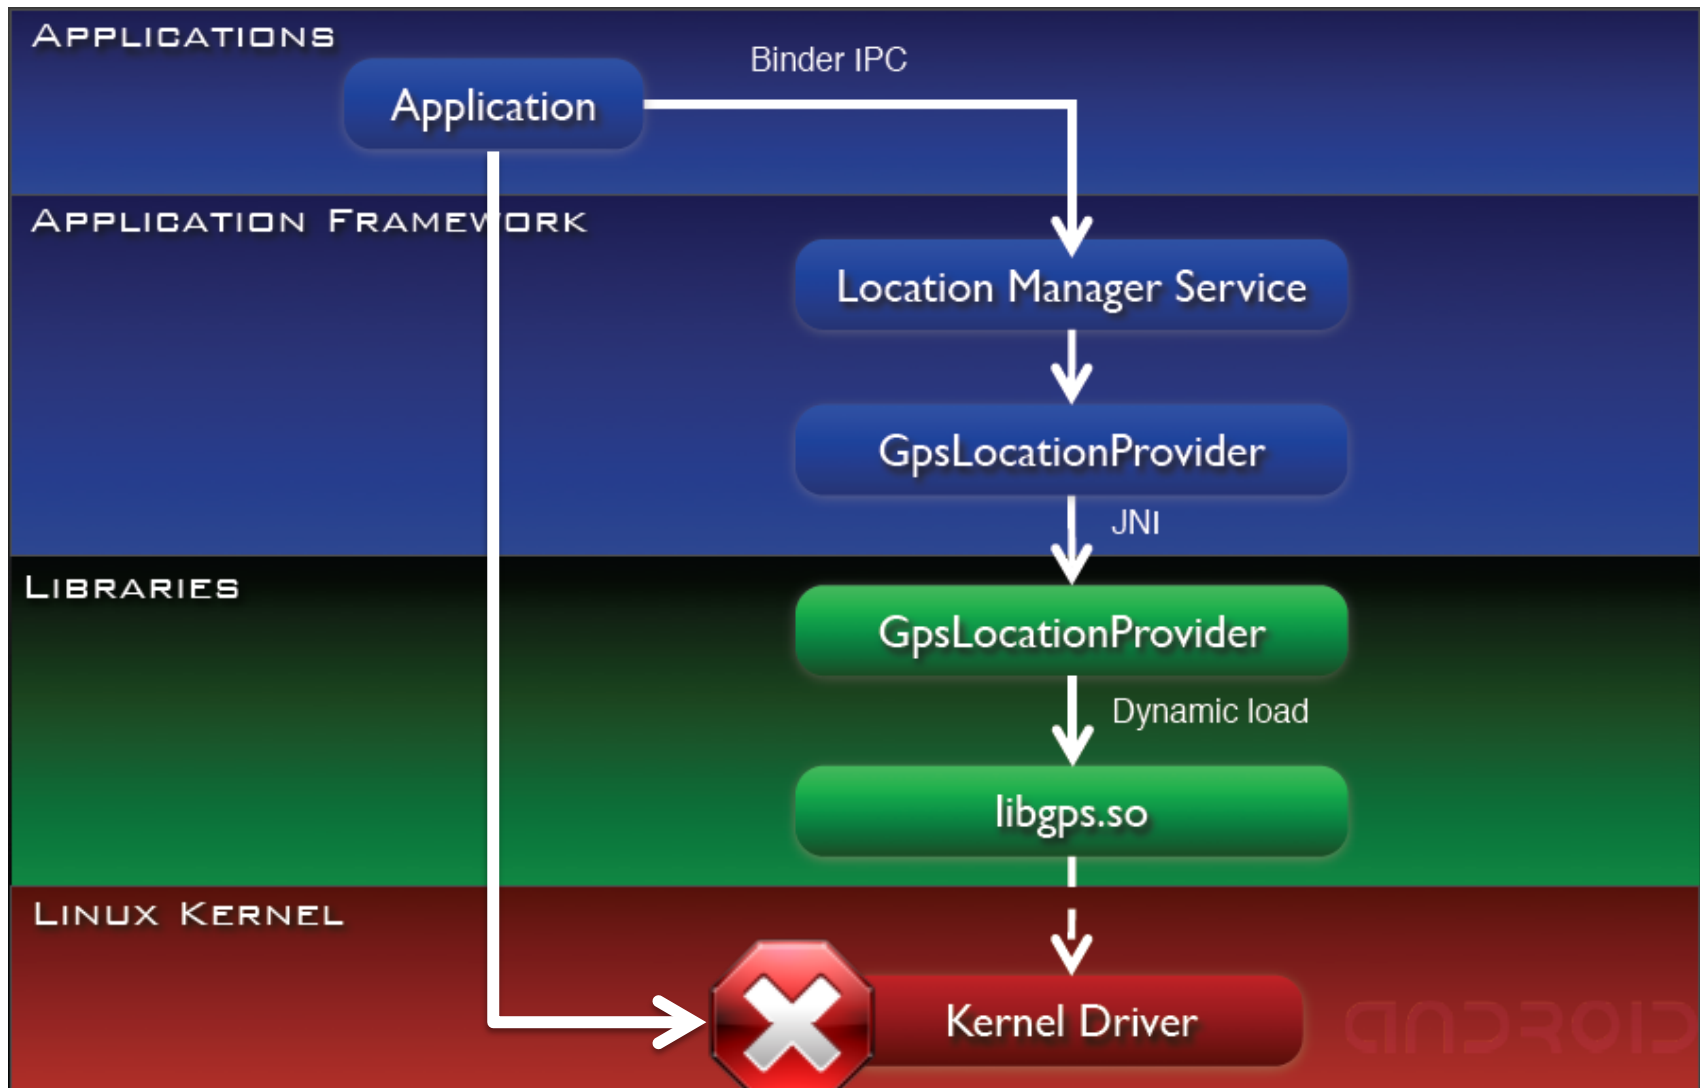 APPLICATIONS
Binder IPC
Application
APPLICATION FRAMEWORK
Location Manager Service
GpsLocationProvider
JNI
LIBRARIES
GpsLocationProvider
Dynamic load
libgps.so
LINUX KERNEL
Kernel Driver
ANDROID